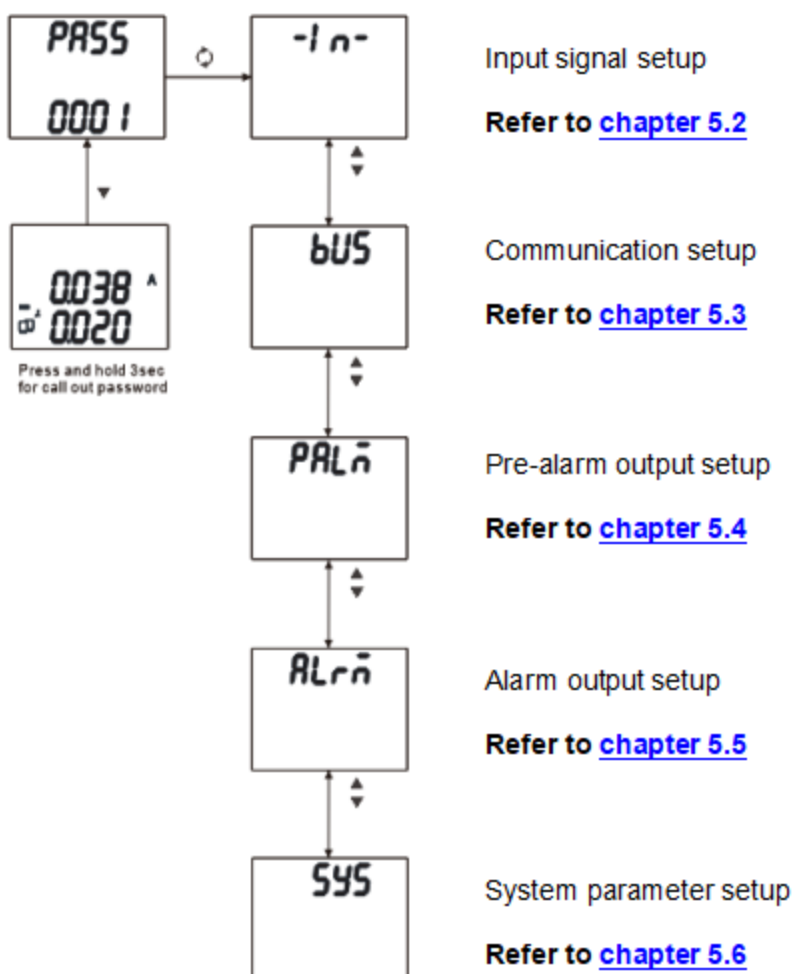 PASS
0001
-In-
Input signal setup
Refer to chapter 5.2
0.038 A
0.020
Press and hold 3sec
for call out password
bUS
Communication setup
Refer to chapter 5.3
PALn̄
Pre-alarm output setup
Refer to chapter 5.4
ALrn̄
Alarm output setup
Refer to chapter 5.5
SYS
System parameter setup
Refer to chapter 5.6